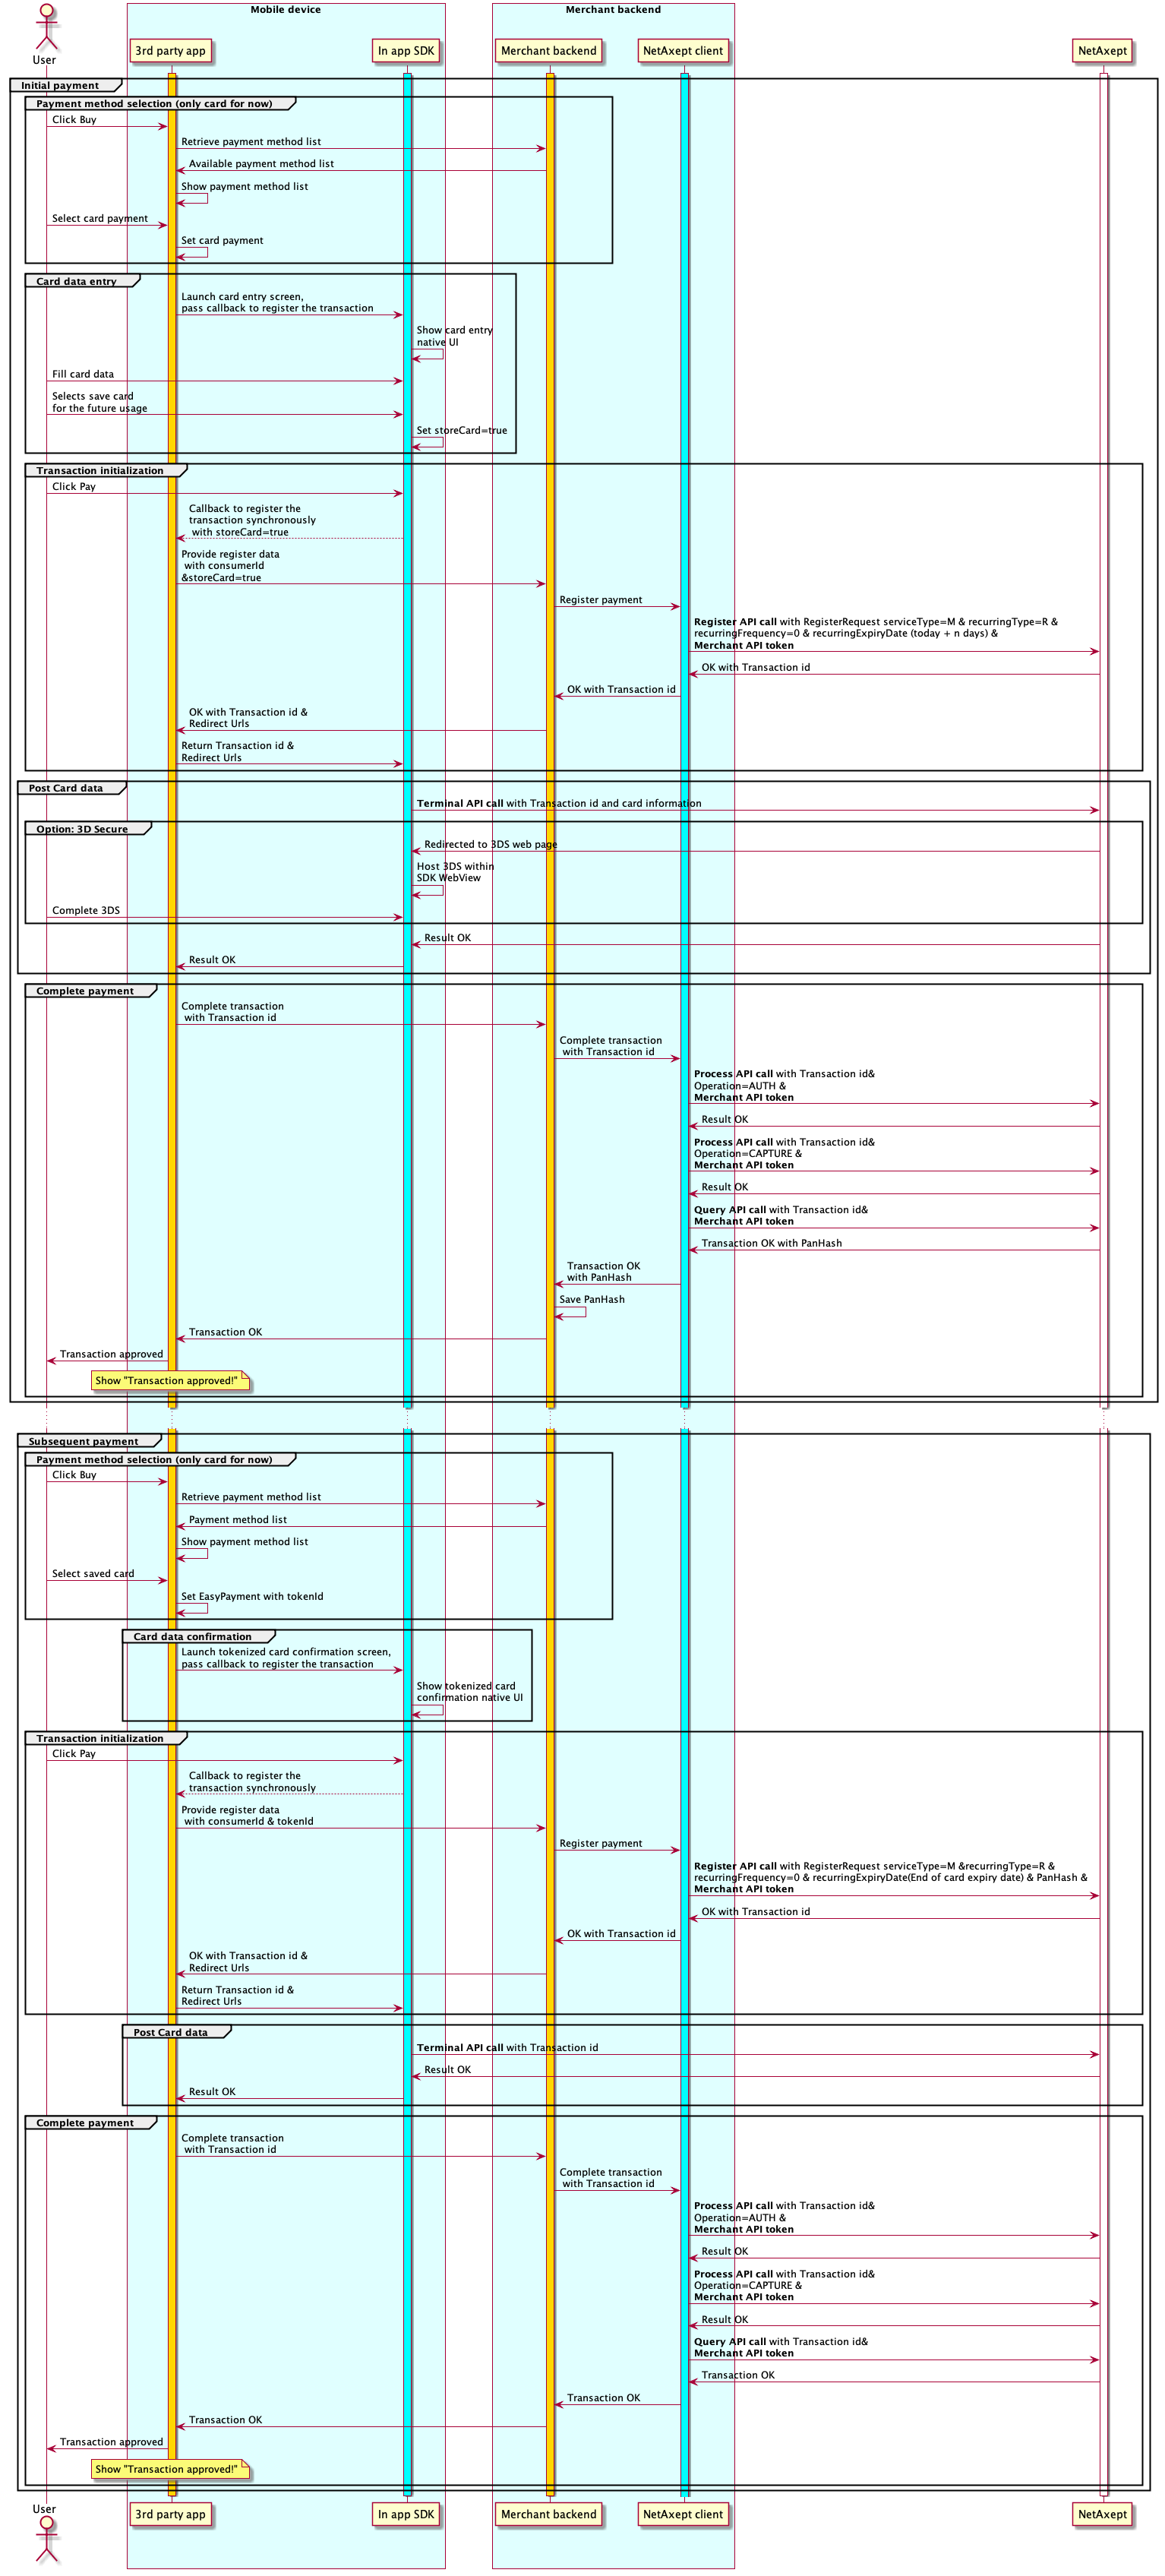 Mobile device
Merchant backend
User
3rd party app
In app SDK
Merchant backend
NetAxept client
NetAxept
Initial payment
Payment method selection (only card for now)
Click Buy
Retrieve payment method list
Available payment method list
Show payment method list
Select card payment
Set card payment
Card data entry
Launch card entry screen,
pass callback to register the transaction
Show card entry
native UI
Fill card data
Selects save card
for the future usage
Set storeCard=true
Transaction initialization
Click Pay
Callback to register the
transaction synchronously
with storeCard=true
Provide register data
with consumerId
&storeCard=true
Register payment
Register API call with RegisterRequest serviceType=M & recurringType=R &
recurringFrequency=0 & recurringExpiryDate (today + n days) &
Merchant API token
OK with Transaction id
OK with Transaction id
OK with Transaction id &
Redirect Urls
Return Transaction id &
Redirect Urls
Post Card data
Terminal API call with Transaction id and card information
Option: 3D Secure
Redirected to 3DS web page
Host 3DS within
SDK WebView
Complete 3DS
Result OK
Result OK
Complete payment
Complete transaction
with Transaction id
Complete transaction
with Transaction id
Process API call with Transaction id&
Operation=AUTH &
Merchant API token
Result OK
Process API call with Transaction id&
Operation=CAPTURE &
Merchant API token
Result OK
Query API call with Transaction id&
Merchant API token
Transaction OK with PanHash
Transaction OK
with PanHash
Save PanHash
Transaction OK
Transaction approved
Show "Transaction approved!"
Subsequent payment
Payment method selection (only card for now)
Click Buy
Retrieve payment method list
Payment method list
Show payment method list
Select saved card
Set EasyPayment with tokenId
Card data confirmation
Launch tokenized card confirmation screen,
pass callback to register the transaction
Show tokenized card
confirmation native UI
Transaction initialization
Click Pay
Callback to register the
transaction synchronously
Provide register data
with consumerId & tokenId
Register payment
Register API call with RegisterRequest serviceType=M &recurringType=R &
recurringFrequency=0 & recurringExpiryDate(End of card expiry date) & PanHash &
Merchant API token
OK with Transaction id
OK with Transaction id
OK with Transaction id &
Redirect Urls
Return Transaction id &
Redirect Urls
Post Card data
Terminal API call with Transaction id
Result OK
Result OK
Complete payment
Complete transaction
with Transaction id
Complete transaction
with Transaction id
Process API call with Transaction id&
Operation=AUTH &
Merchant API token
Result OK
Process API call with Transaction id&
Operation=CAPTURE &
Merchant API token
Result OK
Query API call with Transaction id&
Merchant API token
Transaction OK
Transaction OK
Transaction OK
Transaction approved
Show "Transaction approved!"
User
3rd party app
In app SDK
Merchant backend
NetAxept client
NetAxept